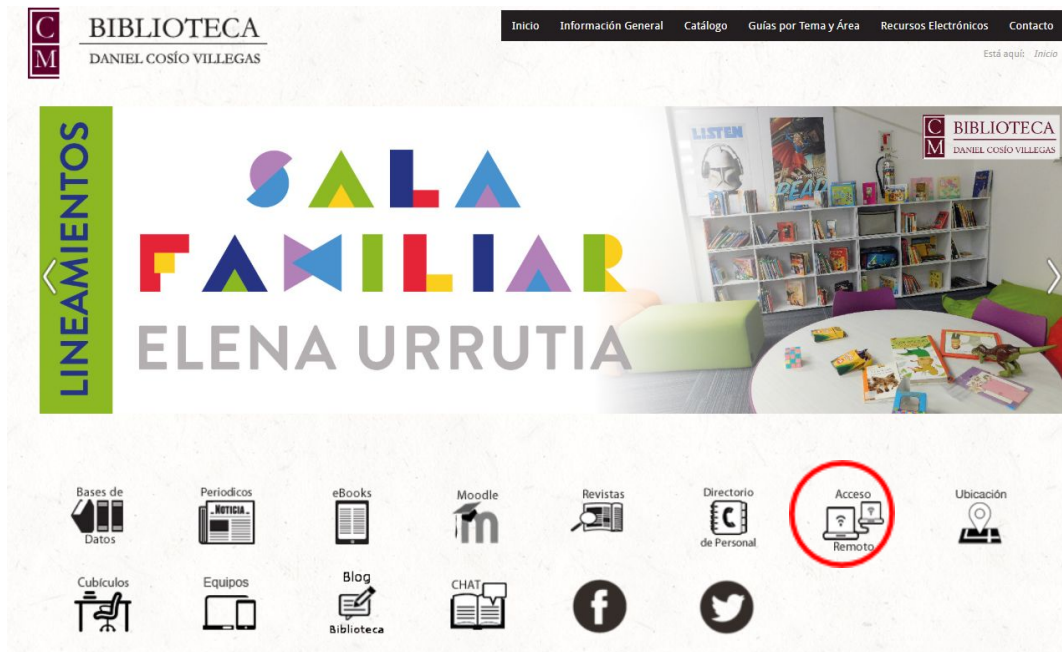 C M
BIBLIOTECA
DANIEL COSÍO VILLEGAS
Inicio Información General Catálogo Guías por Tema y Área Recursos Electrónicos Contacto
Está aquí: Inicio
LINEAMIENTOS
SALA
FAMILIAR
ELENA URRUTIA
LISTEN
READ
C M
BIBLIOTECA
DANIEL COSÍO VILLEGAS
Bases de
Datos
Periodicos
NOTICIA
eBooks
Moodle
m
Revistas
Directorio
de Personal
Acceso
Remoto
Ubicación
Cubículos
Equipos
Blog
Biblioteca
CHAT
f